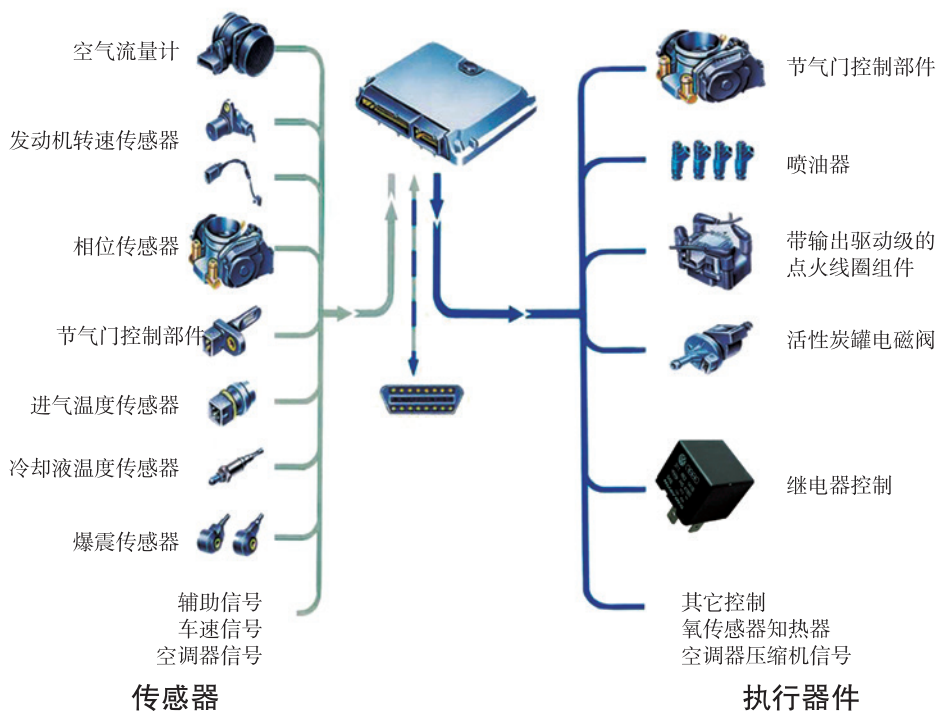 空气流量计
发动机转速传感器
相位传感器
节气门控制部件
进气温度传感器
冷却液温度传感器
爆震传感器
辅助信号
车速信号
空调器信号
传感器
节气门控制部件
喷油器
带输出驱动级的
点火线圈组件
活性炭罐电磁阀
继电器控制
其它控制
氧传感器知热器
空调器压缩机信号
执行器件